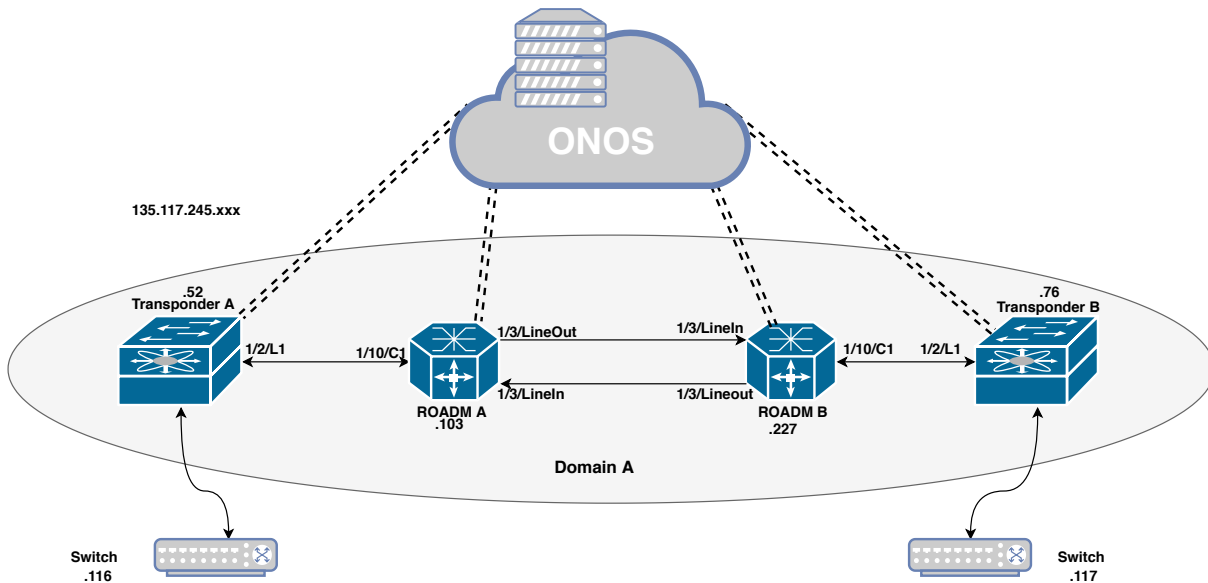 ONOS
135.117.245.xxx
.52
Transponder A
.76
Transponder B
1/3/LineOut
1/3/LineIn
1/2/L1
1/10/C1
1/10/C1
1/2/L1
1/3/LineIn
1/3/Lineout
ROADM A
.103
ROADM B
.227
Domain A
Switch
.116
Switch
.117